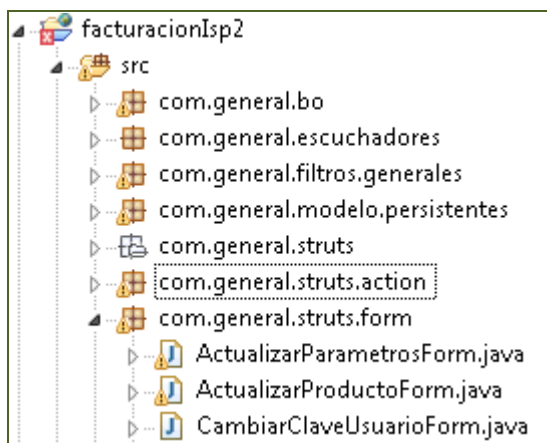 facturacionIsp2
src
com.general.bo
com.general.escuchadores
com.general.filtros.generales
com.general.modelo.persistentes
com.general.struts
com.general.struts.action
com.general.struts.form
ActualizarParametrosForm.java
ActualizarProductoForm.java
CambiarClaveUsuarioForm.java